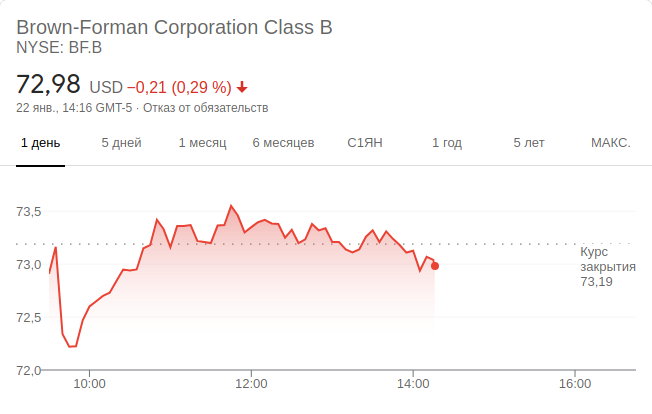 Brown-Forman Corporation Class B
NYSE: BF.B
72,98 USD −0,21 (0,29 %)
22 янв., 14:16 GMT-5 · Отказ от обязательств
1 день 5 дней 1 месяц 6 месяцев С1ЯН 1 год 5 лет МАКС.
73,5
Курс
73,0 закрытия
73,19
72,5
72,0
10:00 12:00 14:00 16:00